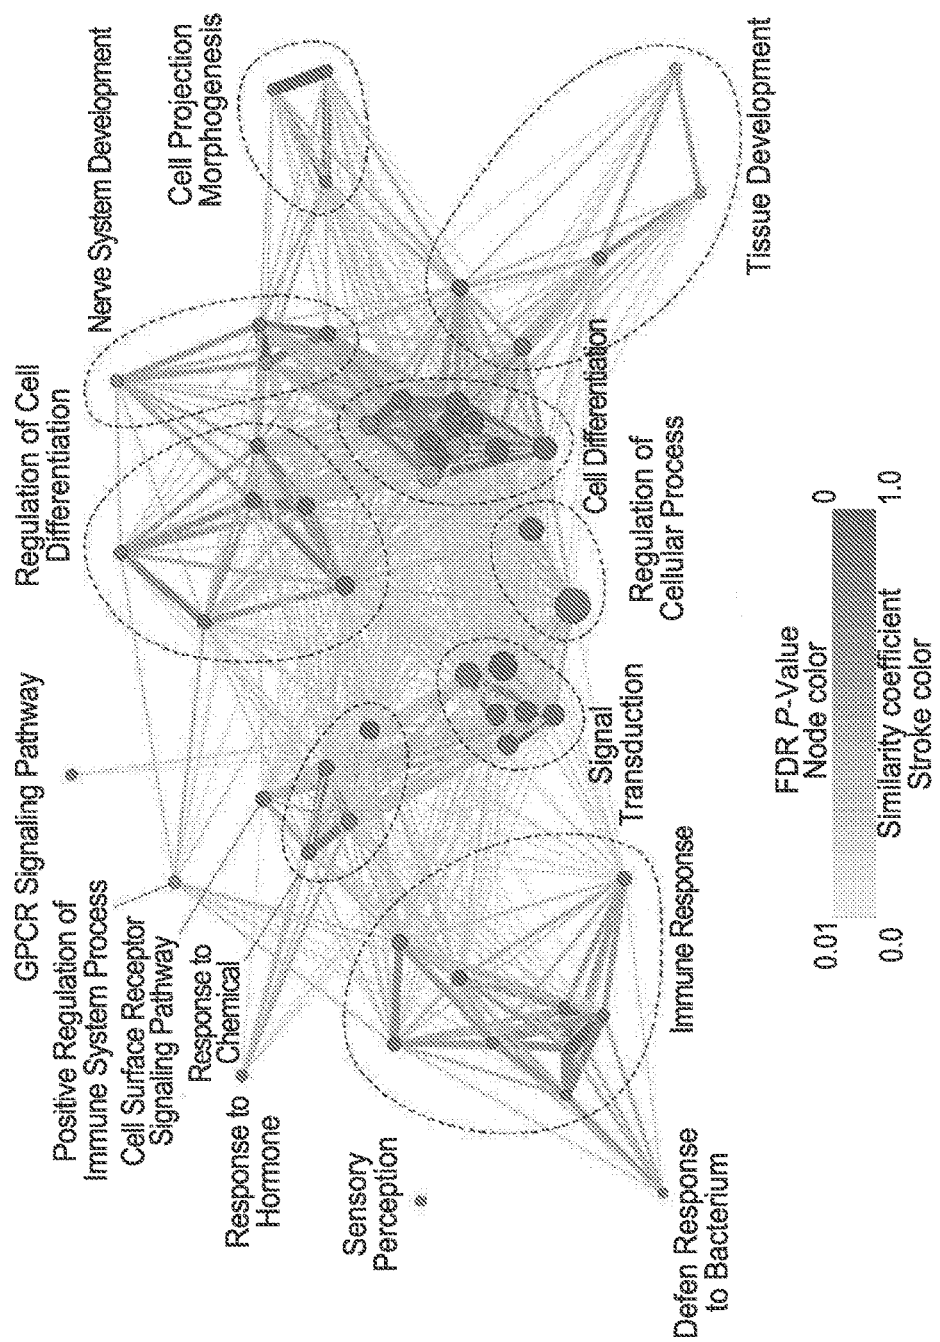 GPCR Signaling Pathway
Positive Regulation of
Immune System Process
Cell Surface Receptor
Signaling Pathway
Response to
Chemical
Response to
Hormone
Sensory
Perception
Defen Response
to Bacterium
Regulation of Cell
Differentiation
Nerve System Development
Cell Projection
Morphogenesis
Tissue Development
Cell Differentiation
Regulation of
Cellular Process
Signal
Transduction
Immune Response
FDR P-Value
Node color
0.01
0
0.0
1.0
Similarity coefficient
Stroke color